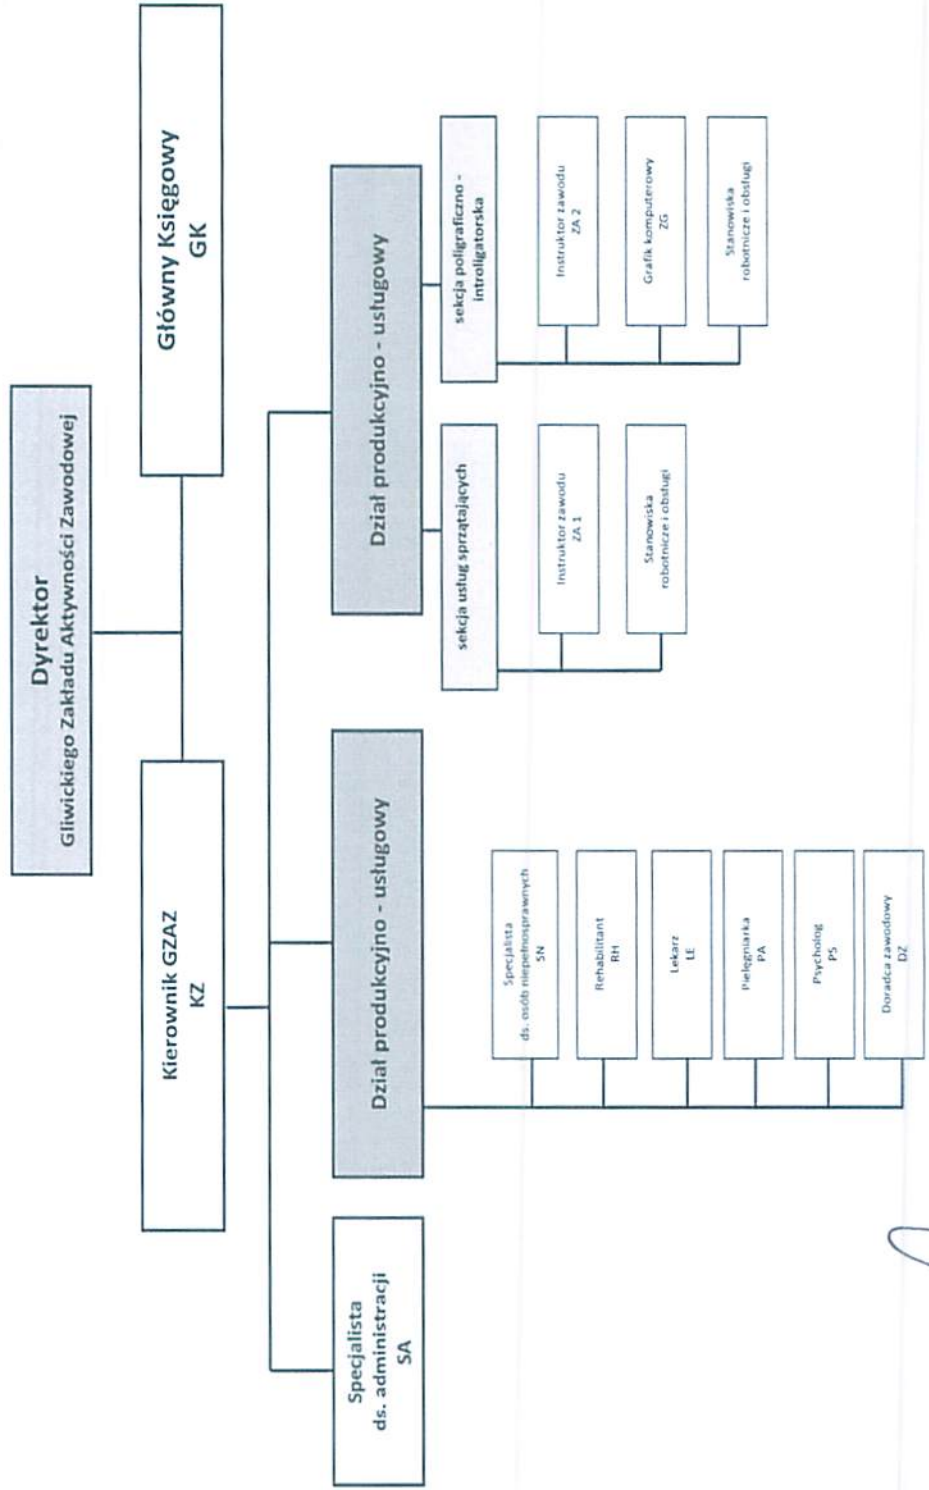 Dyrektor
Gliwickiego Zakładu Aktywności Zawodowej
Kierownik GZAZ
KZ
Główny Księgowy
GK
Specjalista
ds. administracji
SA
Dział produkcyjno - usługowy
Specjalista
ds. osób niepełnosprawnych
SN
Rehabilitant
RH
Lekarz
LE
Pielęgniarka
PA
Psycholog
PS
Doradca zawodowy
DZ
Dział produkcyjno - usługowy
sekcja usług sprzątających
Instruktor zawodu
ZA 1
Stanowiska
robotnicze i obsługi
sekcja poligraficzno -
introligatorska
Instruktor zawodu
ZA 2
Grafik komputerowy
ZG
Stanowiska
robotnicze i obsługi